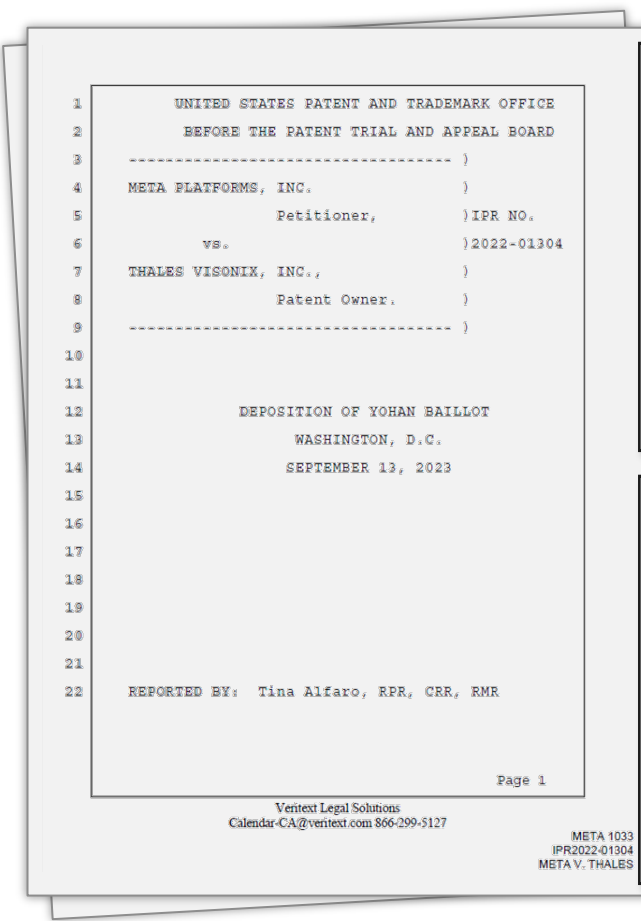 1 UNITED STATES PATENT AND TRADEMARK OFFICE
2 BEFORE THE PATENT TRIAL AND APPEAL BOARD
3 ----------------------------------- )
4 META PLATFORMS, INC. )
5 Petitioner, )IPR NO.
6 vs. )2022-01304
7 THALES VISONIX, INC., )
8 Patent Owner. )
9 ----------------------------------- )
10
11
12 DEPOSITION OF YOHAN BAILLOT
13 WASHINGTON, D.C.
14 SEPTEMBER 13, 2023
15
16
17
18
19
20
21
22 REPORTED BY: Tina Alfaro, RPR, CRR, RMR
Page 1
Veritext Legal Solutions
Calendar-CA@veritext.com 866-299-5127
META 1033
IPR2022-01304
META V. THALES